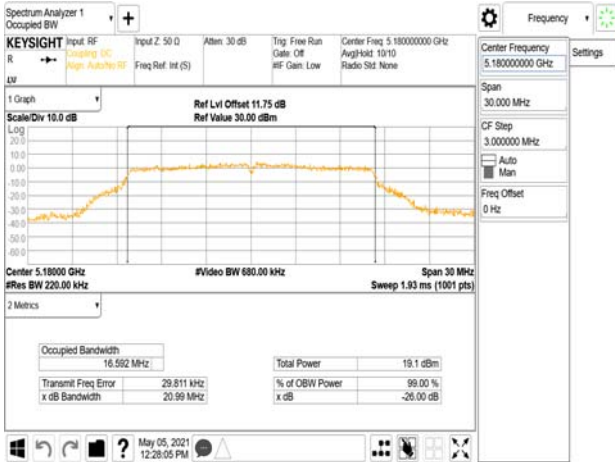 Spectrum Analyzer 1
Occupied BW
Frequency
KEYSIGHT Input: RF Input Z: 50 Ω Atten: 30 dB Trig: Free Run Center Freq: 5.180000000 GHz
R Coupling: DC Gate: Off Avg|Hold: 10/10
Align: Auto/No RF Freq Ref: Int (S) #IF Gain: Low Radio Std: None
Center Frequency
5.180000000 GHz
Settings
Span
30.000 MHz
CF Step
3.000000 MHz
Auto
Man
Freq Offset
0 Hz
1 Graph
Ref Lvl Offset 11.75 dB
Scale/Div 10.0 dB Ref Value 30.00 dBm
Log
20.0
10.0
0.00
-10.0
-20.0
-30.0
-40.0
-50.0
-60.0
Center 5.18000 GHz #Video BW 680.00 kHz Span 30 MHz
#Res BW 220.00 kHz Sweep 1.93 ms (1001 pts)
2 Metrics
Occupied Bandwidth
16.592 MHz
Total Power 19.1 dBm
Transmit Freq Error 29.811 kHz % of OBW Power 99.00 %
x dB Bandwidth 20.99 MHz x dB -26.00 dB
?
May 05, 2021
12:28:05 PM